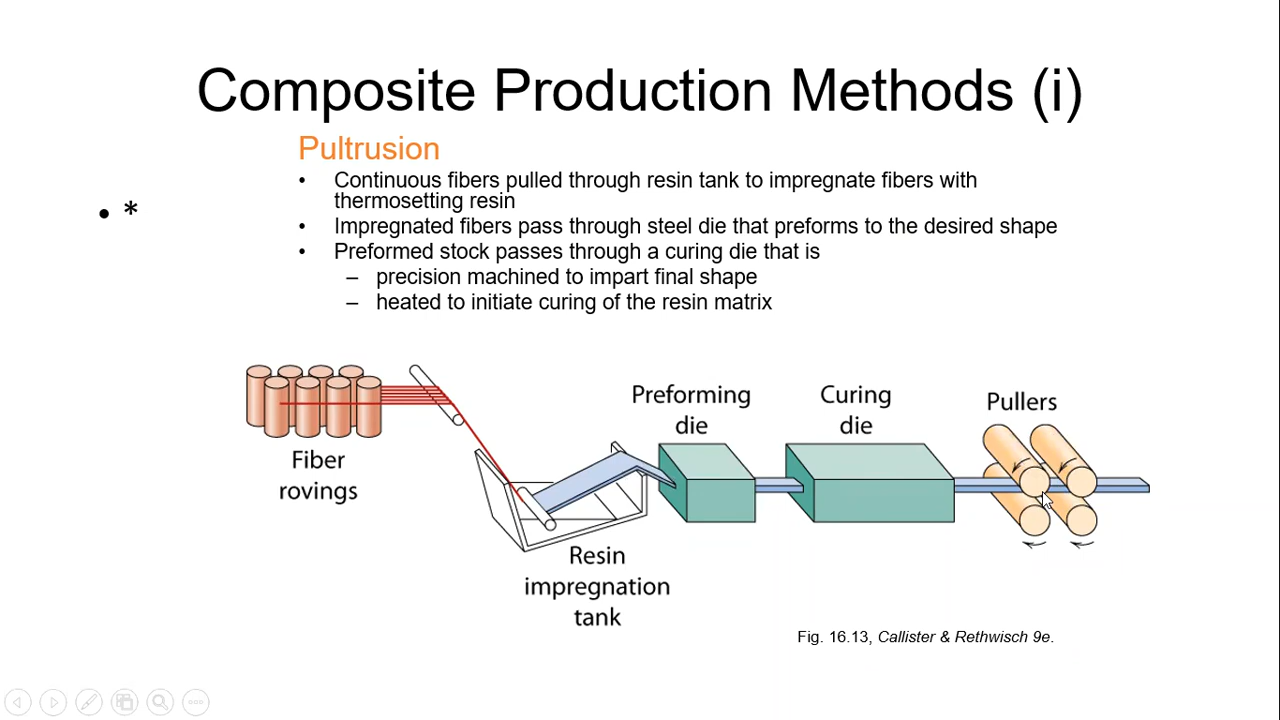 Composite Production Methods (i)
Pultrusion
• Continuous fibers pulled through resin tank to impregnate fibers with
thermosetting resin
• *
• Impregnated fibers pass through steel die that preforms to the desired shape
• Preformed stock passes through a curing die that is
– precision machined to impart final shape
– heated to initiate curing of the resin matrix
Fiber
rovings
Resin
impregnation
tank
Preforming
die
Curing
die
Pullers
Fig. 16.13, Callister & Rethwisch 9e.